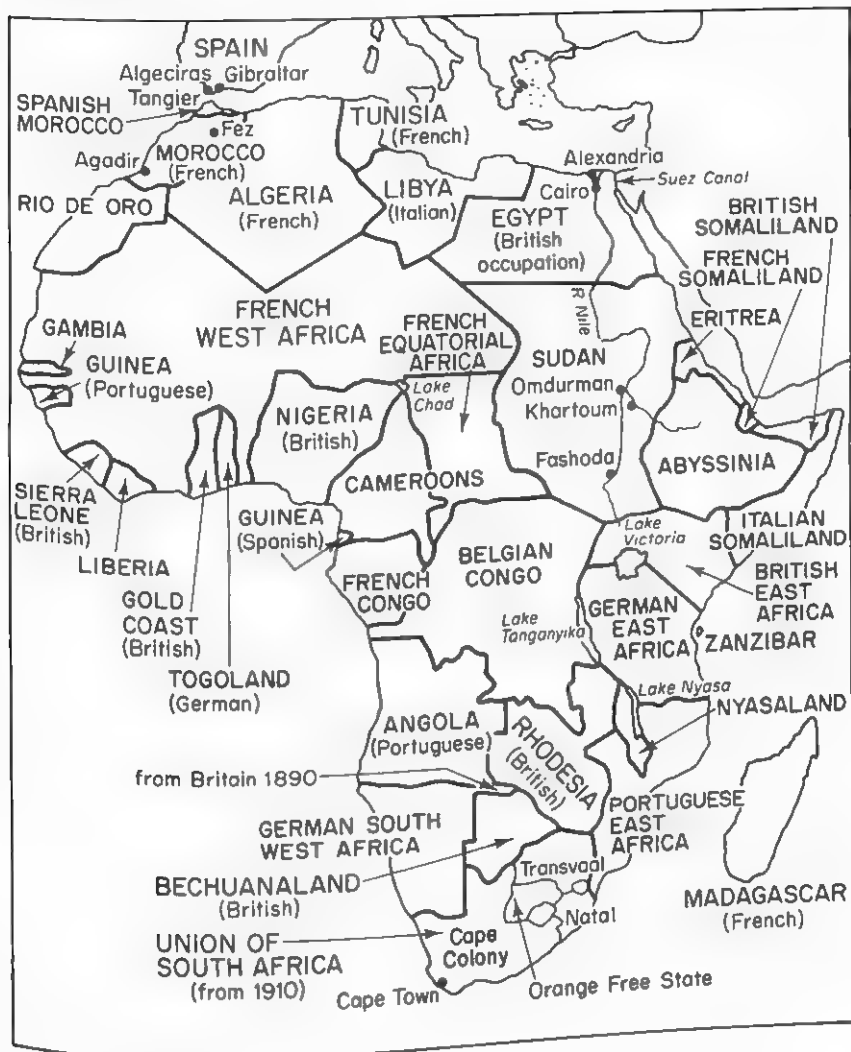 SPAIN
Algeciras Gibraltar
Tangier
SPANISH
MOROCCO
Fez
Agadir
MOROCCO
(French)
TUNISIA
(French)
ALGERIA
(French)
LIBYA
(Italian)
Alexandria
Cairo
Suez Canal
RIO DE ORO
EGYPT
(British
occupation)
BRITISH
SOMALILAND
FRENCH
SOMALILAND
ERITREA
FRENCH
WEST AFRICA
FRENCH
EQUATORIAL
AFRICA
R Nile
GAMBIA
GUINEA
(Portuguese)
SUDAN
Omdurman
Khartoum
Lake
Chad
NIGERIA
(British)
Fashoda
ABYSSINIA
CAMEROONS
SIERRA
LEONE
(British)
LIBERIA
GUINEA
(Spanish)
Lake
Victoria
ITALIAN
SOMALILAND
BELGIAN
CONGO
BRITISH
EAST
AFRICA
GOLD
COAST
(British)
FRENCH
CONGO
GERMAN
EAST
AFRICA
Lake
Tanganyika
ZANZIBAR
TOGOLAND
(German)
Lake Nyasa
NYASALAND
ANGOLA
(Portuguese)
RHODESIA
(British)
from Britain 1890
GERMAN SOUTH
WEST AFRICA
PORTUGUESE
EAST
AFRICA
BECHUANALAND
(British)
Transvaal
Natal
MADAGASCAR
(French)
UNION OF
SOUTH AFRICA
(from 1910)
Cape
Colony
Cape Town
Orange Free State